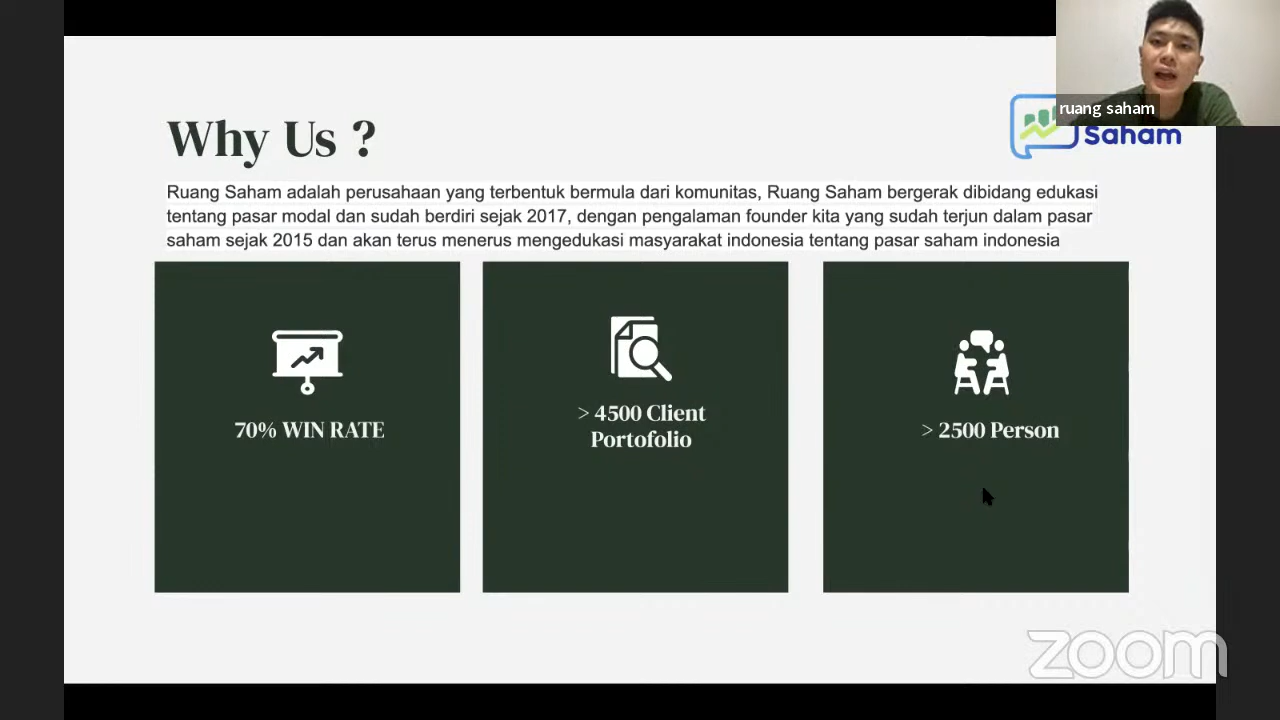 ruang saham
Saham
Why Us ?
Ruang Saham adalah perusahaan yang terbentuk bermula dari komunitas, Ruang Saham bergerak dibidang edukasi
tentang pasar modal dan sudah berdiri sejak 2017, dengan pengalaman founder kita yang sudah terjun dalam pasar
saham sejak 2015 dan akan terus menerus mengedukasi masyarakat indonesia tentang pasar saham indonesia
70% WIN RATE
> 4500 Client
Portofolio
> 2500 Person
zoom